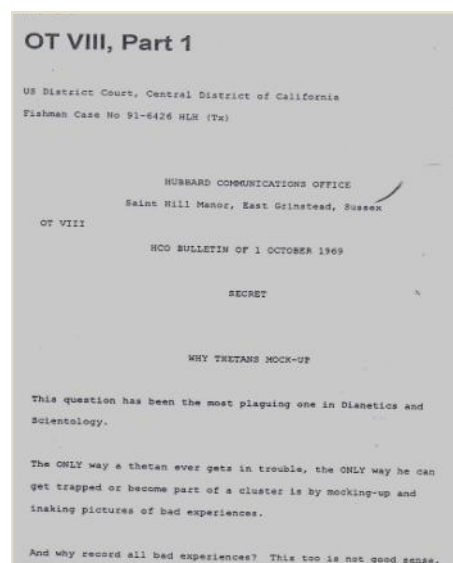 OT VIII, Part 1
US District Court, Central District of California
Fishman Case No 91-6426 HLH (Tx)
HUBBARD COMMUNICATIONS OFFICE
Saint Hill Manor, East Grinstead, Sussex
OT VIII
HCO BULLETIN OF 1 OCTOBER 1969
SECRET
WHY THETANS MOCK-UP
This question has been the most plaguing one in Dianetics and
Scientology.
The ONLY way a thetan ever gets in trouble, the ONLY way he can
get trapped or become part of a cluster is by mocking-up and
inaking pictures of bad experiences.
And why record all bad experiences? This too is not good sense.